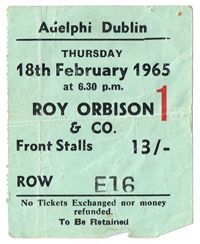 Adelphi Dublin
THURSDAY
18th February 1965
at 6.30 p.m.
ROY ORBISON
1
& CO.
Front Stalls 13/-
ROW E16
No Tickets Exchanged nor money
refunded.
To Be Retained